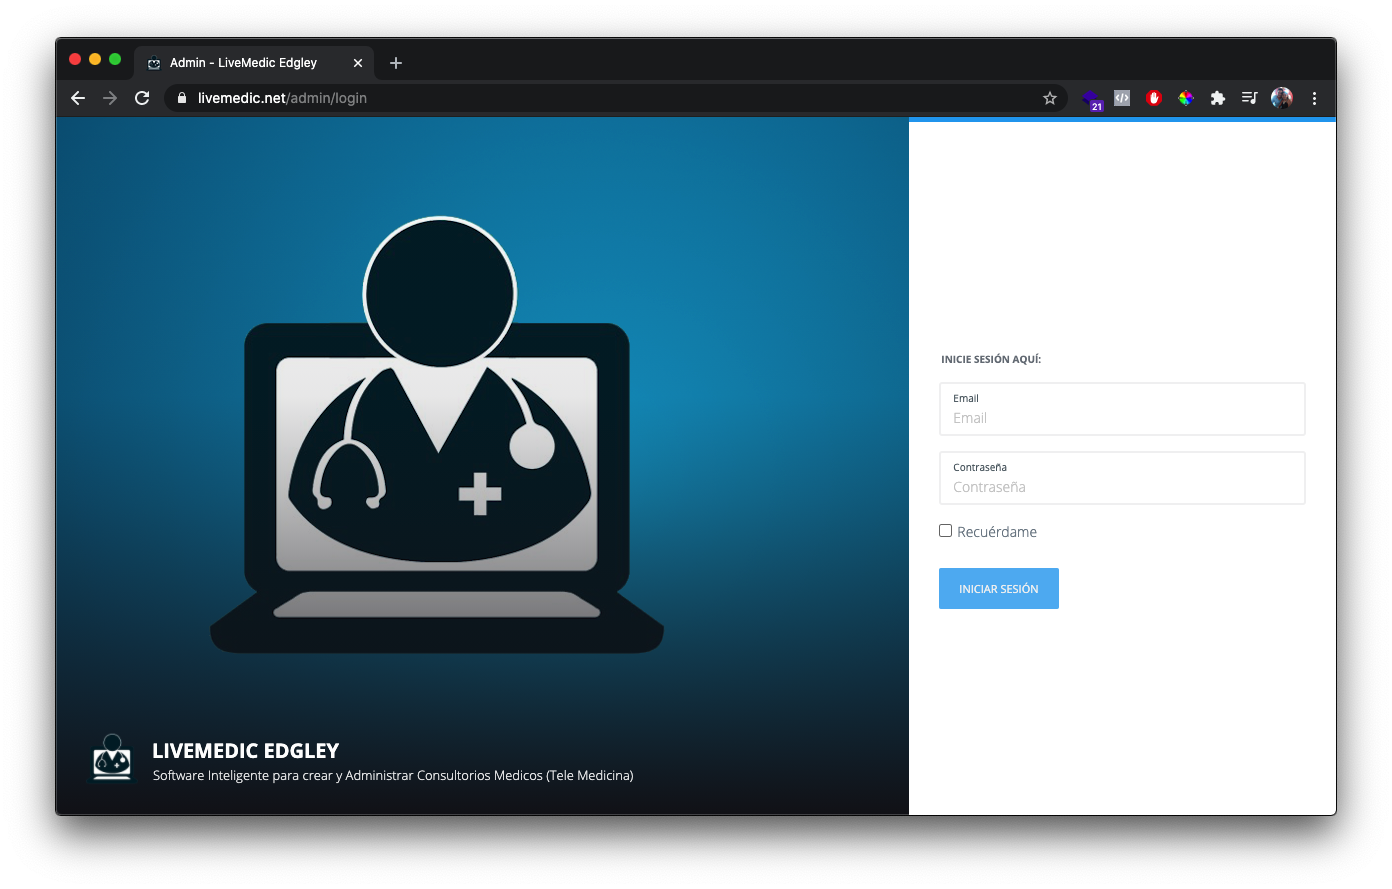 Admin - LiveMedic Edgley
livemedic.net/admin/login
21
INICIE SESIÓN AQUÍ:
Email
Email
Contraseña
Contraseña
Recuérdame
INICIAR SESIÓN
LIVEMEDIC EDGLEY
Software Inteligente para crear y Administrar Consultorios Medicos (Tele Medicina)